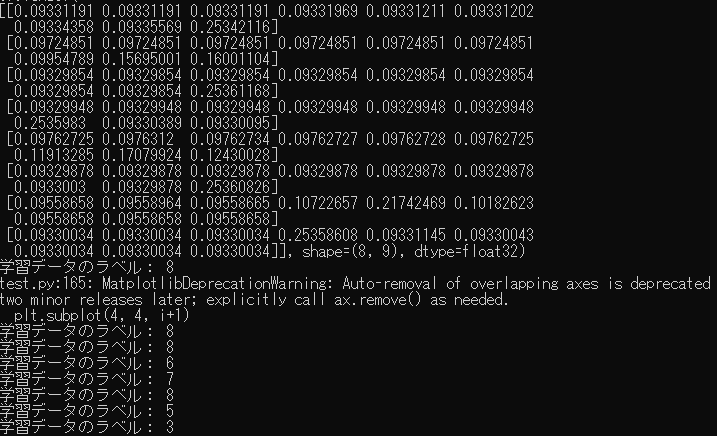 [[0.09331191 0.09331191 0.09331191 0.09331969 0.09331211 0.09331202
  0.09334358 0.09569355 0.25342116]
 [0.09724851 0.09724851 0.09724851 0.09724851 0.09724851 0.09724851
  0.09954789 0.15695001 0.16001104]
 [0.09329854 0.09329854 0.09329854 0.09329854 0.09329854 0.09329854
  0.09329854 0.09329854 0.25361168]
 [0.09329948 0.09329948 0.09329948 0.09329948 0.09329948 0.09329948
  0.2535983  0.09330389 0.09330095]
 [0.09762725 0.0976312  0.09762734 0.09762727 0.09762728 0.09762725
  0.11913285 0.17079924 0.12430028]
 [0.09329878 0.09329878 0.09329878 0.09329878 0.09329878 0.09329878
  0.0933003  0.09329878 0.25360826]
 [0.09558658 0.09558964 0.09558665 0.10722657 0.21742469 0.10182623
  0.09558658 0.09558658 0.09558658]
 [0.09330034 0.09330034 0.09330034 0.25358608 0.09331145 0.09330043
  0.09330034 0.09330034 0.09330034]], shape=(8, 9), dtype=float32)
学習データのラベル： 8
test.py:165: MatplotlibDeprecationWarning: Auto-removal of overlapping axes is deprecated
two minor releases later; explicitly call ax.remove() as needed.
  plt.subplot(4, 4, i+1)
学習データのラベル： 8
学習データのラベル： 8
学習データのラベル： 6
学習データのラベル： 7
学習データのラベル： 8
学習データのラベル： 5
学習データのラベル： 3